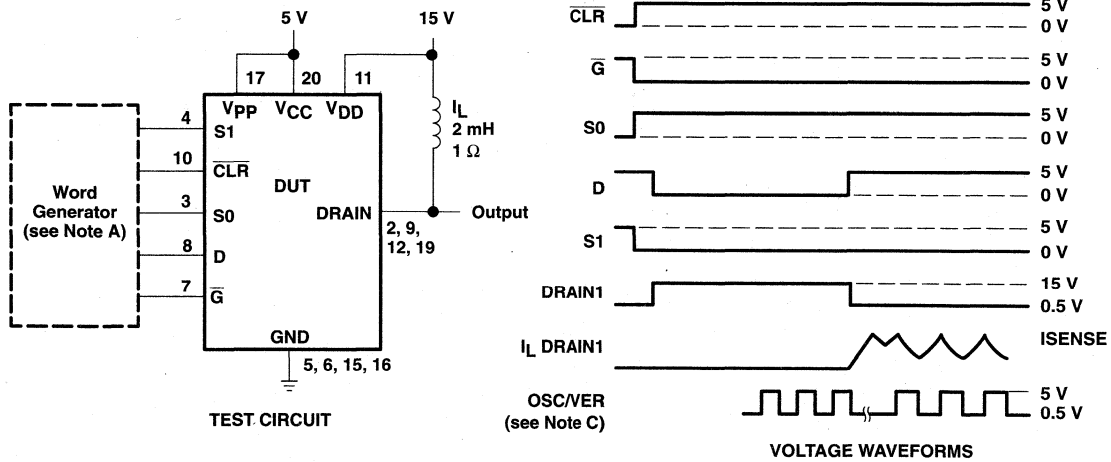 5 V
15 V
17
20
11
VPP
VCC
VDD
IL
2 mH
1 Ω
4
S1
10
CLR
Word
Generator
(see Note A)
DUT
3
S0
DRAIN
Output
2, 9,
12, 19
8
D
7
G
GND
5, 6, 15, 16
TEST CIRCUIT
CLR
5 V
0 V
G
5 V
0 V
S0
5 V
0 V
D
5 V
0 V
S1
5 V
0 V
DRAIN1
15 V
0.5 V
IL DRAIN1
ISENSE
OSC/VER
(see Note C)
5 V
0.5 V
VOLTAGE WAVEFORMS